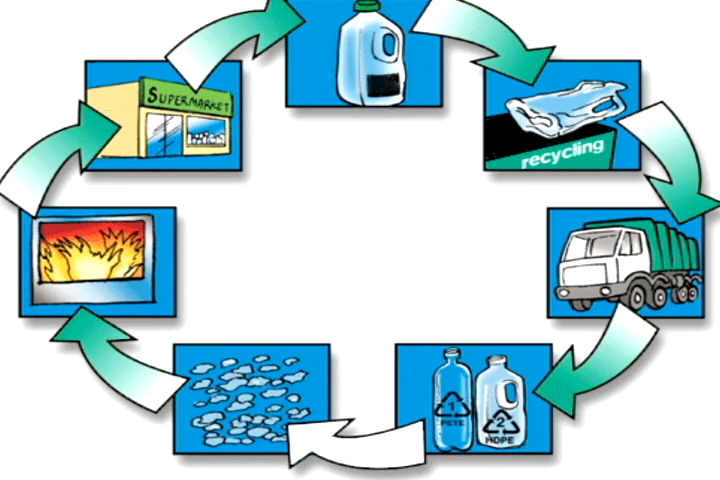 SUPERMARKET
recycling
1
PETE
2
HDPE